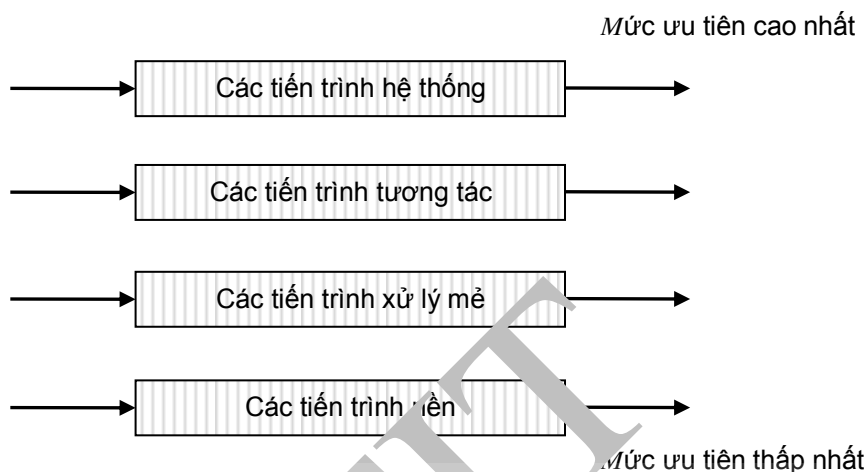 Mức ưu tiên cao nhất
Các tiến trình hệ thống
Các tiến trình tương tác
Các tiến trình xử lý mẻ
Các tiến trình nền
Mức ưu tiên thấp nhất